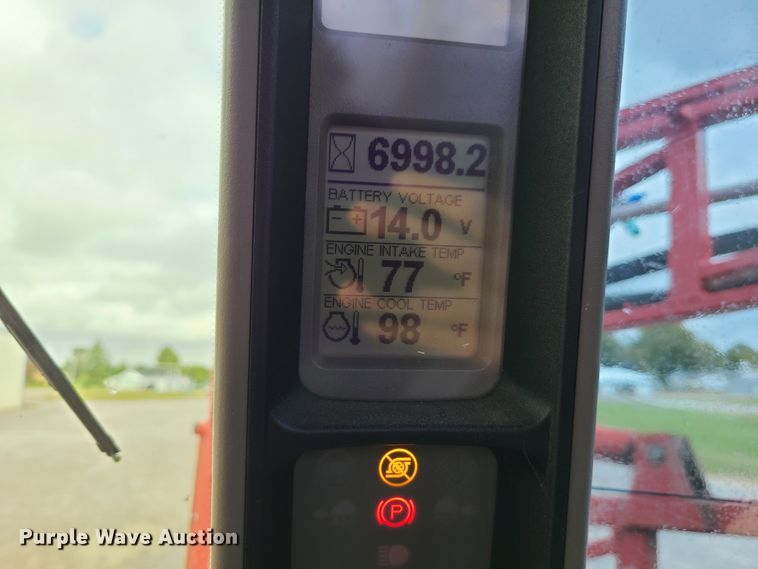 6998.2
BATTERY VOLTAGE
14.0 V
ENGINE INTAKE TEMP
77 °F
ENGINE COOL TEMP
98 °F
P
Purple Wave Auction